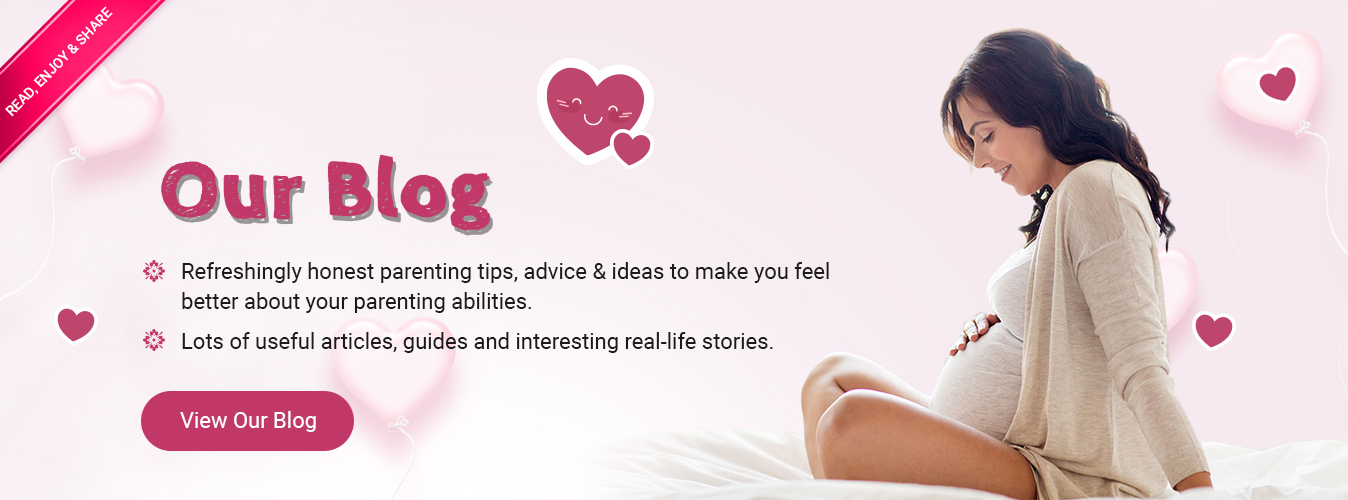 READ, ENJOY & SHARE
Our Blog
Refreshingly honest parenting tips, advice & ideas to make you feel
better about your parenting abilities.
Lots of useful articles, guides and interesting real-life stories.
View Our Blog